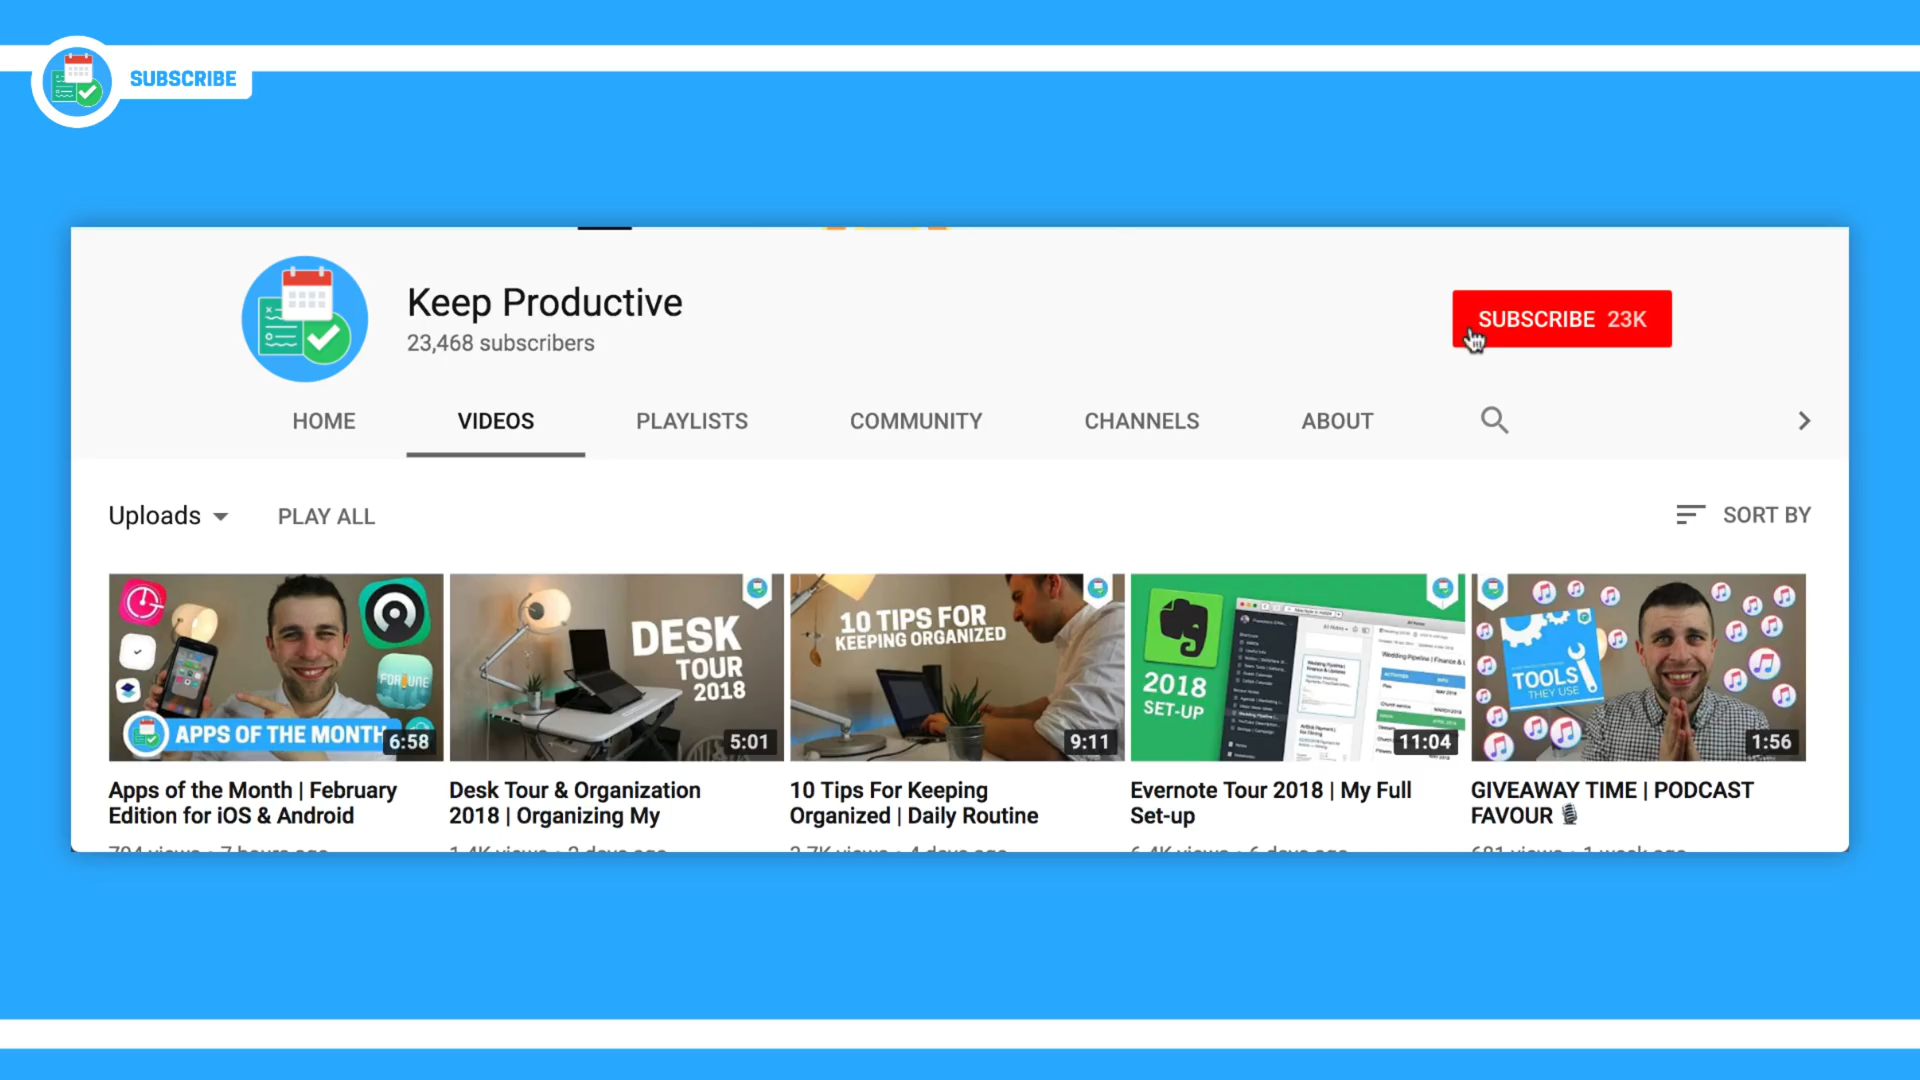 SUBSCRIBE
Keep Productive
23,468 subscribers
SUBSCRIBE 23K
HOME VIDEOS PLAYLISTS COMMUNITY CHANNELS ABOUT
Uploads PLAY ALL SORT BY
FORTUNE
APPS OF THE MONTH
6:58
DESK
TOUR
2018
5:01
10 TIPS FOR
KEEPING ORGANIZED
9:11
2018
SET-UP
11:04
TOOLS
THEY USE
1:56
Apps of the Month | February
Edition for iOS & Android
Desk Tour & Organization
2018 | Organizing My
10 Tips For Keeping
Organized | Daily Routine
Evernote Tour 2018 | My Full
Set-up
GIVEAWAY TIME | PODCAST
FAVOUR